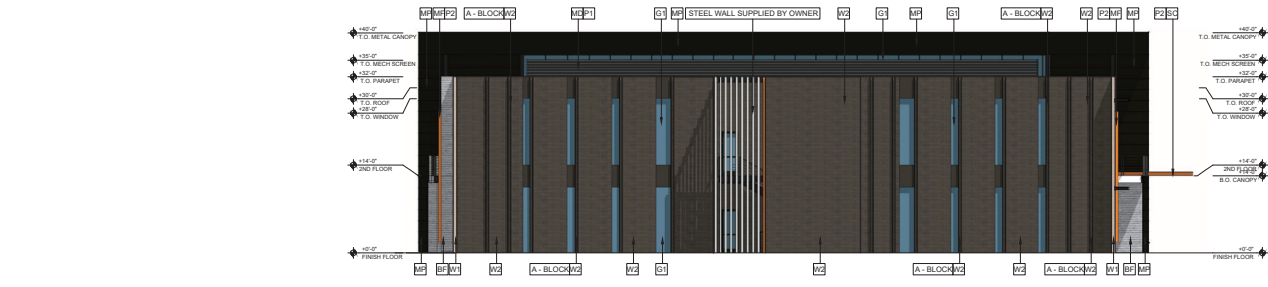 MP MF P2 A - BLOCK W2 MD P1 G1 MP STEEL WALL SUPPLIED BY OWNER W2 G1 MP G1 A - BLOCK W2 W2 P2 MF MP P2 SC
+40'-0" +40'-0"
T.O. METAL CANOPY T.O. METAL CANOPY
+35'-0" +35'-0"
T.O. MECH SCREEN T.O. MECH SCREEN
+32'-0" +32'-0"
T.O. PARAPET T.O. PARAPET
+30'-0" +30'-0"
T.O. ROOF T.O. ROOF
+28'-0" +28'-0"
T.O. WINDOW T.O. WINDOW
+14'-0" +14'-0"
2ND FLOOR 2ND FLOOR
B.O. CANOPY
+0'-0" +0'-0"
FINISH FLOOR FINISH FLOOR
MP BF W1 W2 A - BLOCK W2 W2 G1 W2 A - BLOCK W2 W2 A - BLOCK W2 W1 BF MP